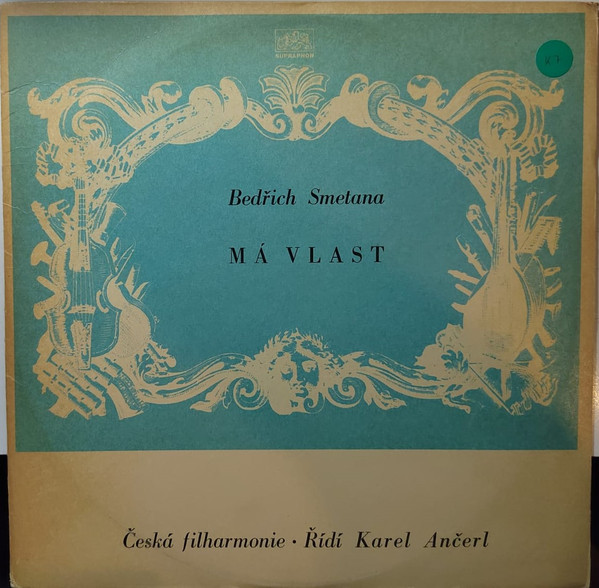 SUPRAPHON
Bedřich Smetana
MÁ VLAST
Česká filharmonie · Řídí Karel Ančerl